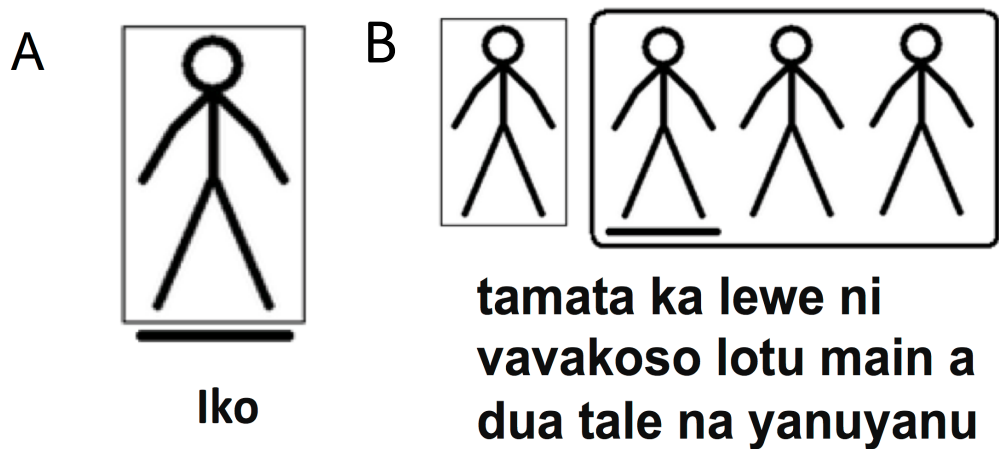 A
B
Iko
tamata ka lewe ni
vavakoso lotu main a
dua tale na yanuyanu